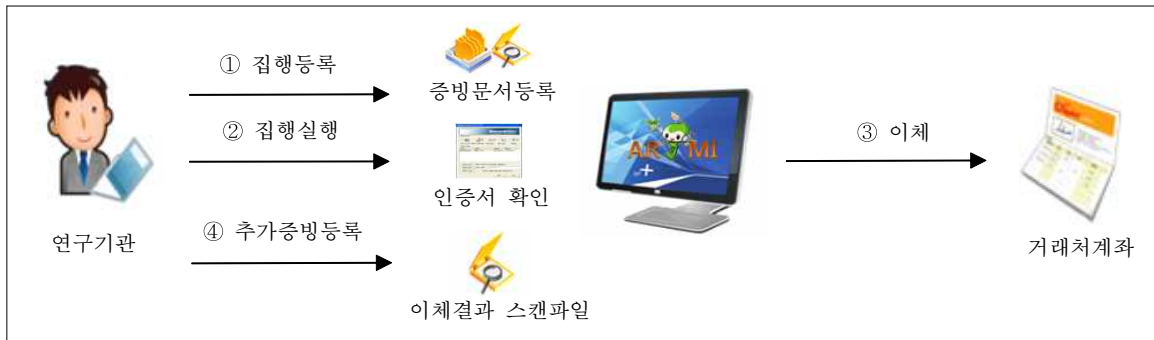 ① 집행등록
증빙문서등록
② 집행실행
인증서 확인
ARMI
+
③ 이체
거래처계좌
연구기관
④ 추가증빙등록
이체결과 스캔파일